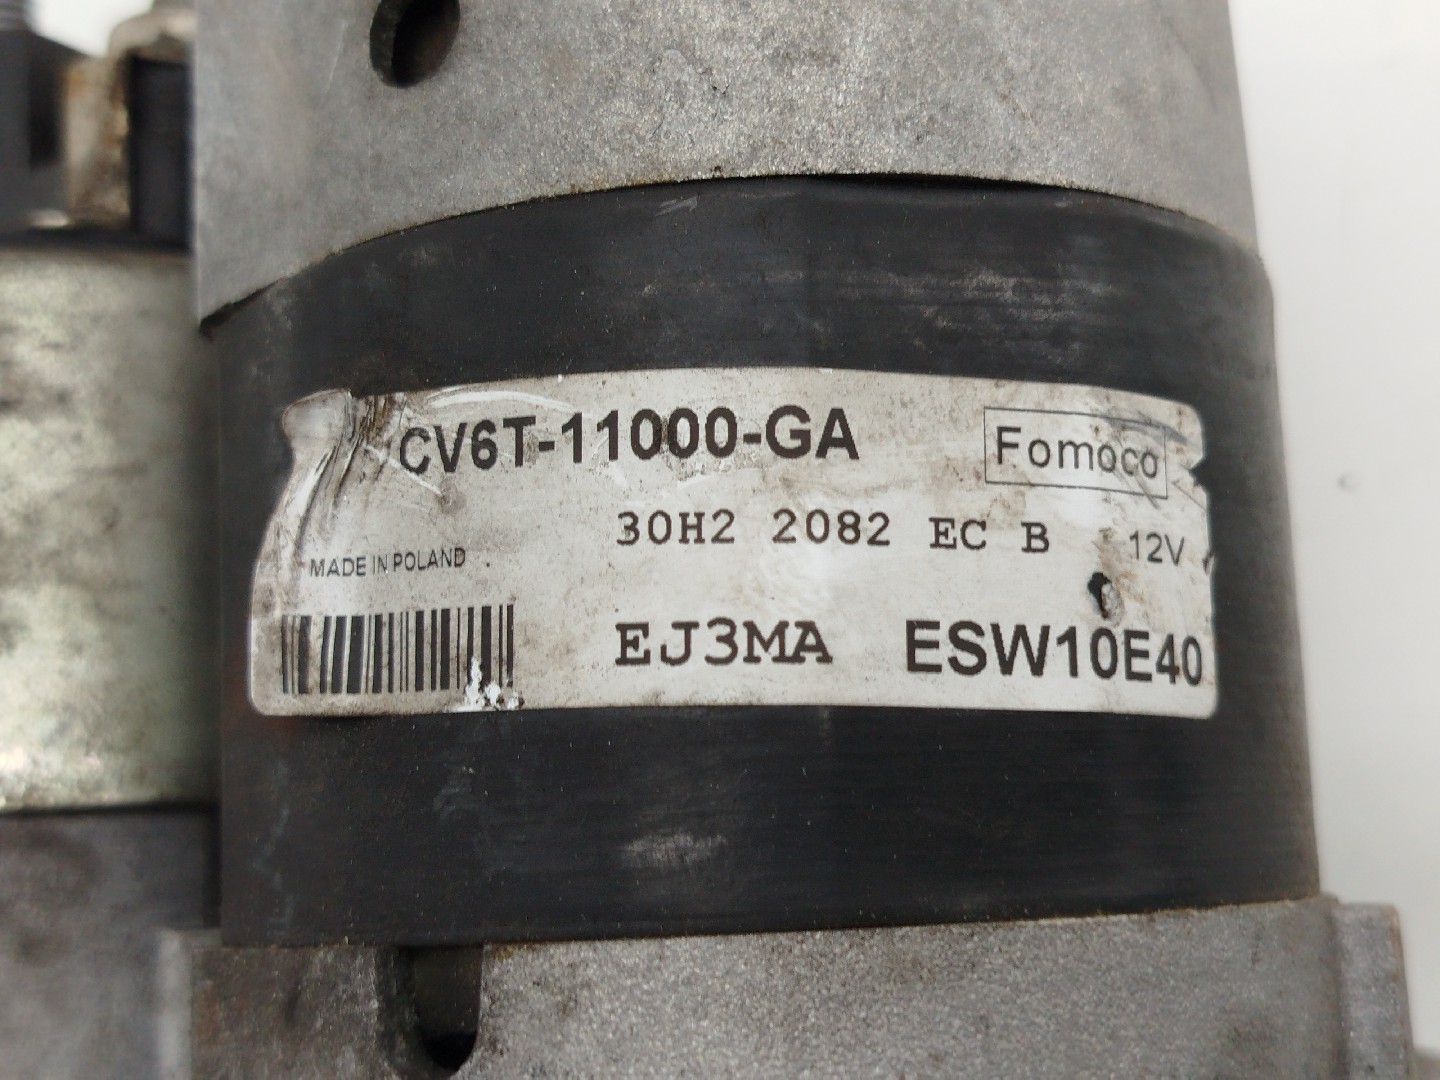 CV6T-11000-GA
Fomoco
30H2 2082 EC B 12V
MADE IN POLAND
EJ3MA ESW10E40